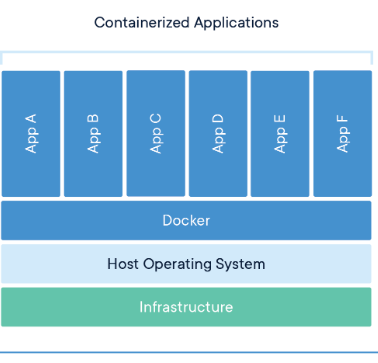 Containerized Applications
App A
App B
App C
App D
App E
App F
Docker
Host Operating System
Infrastructure